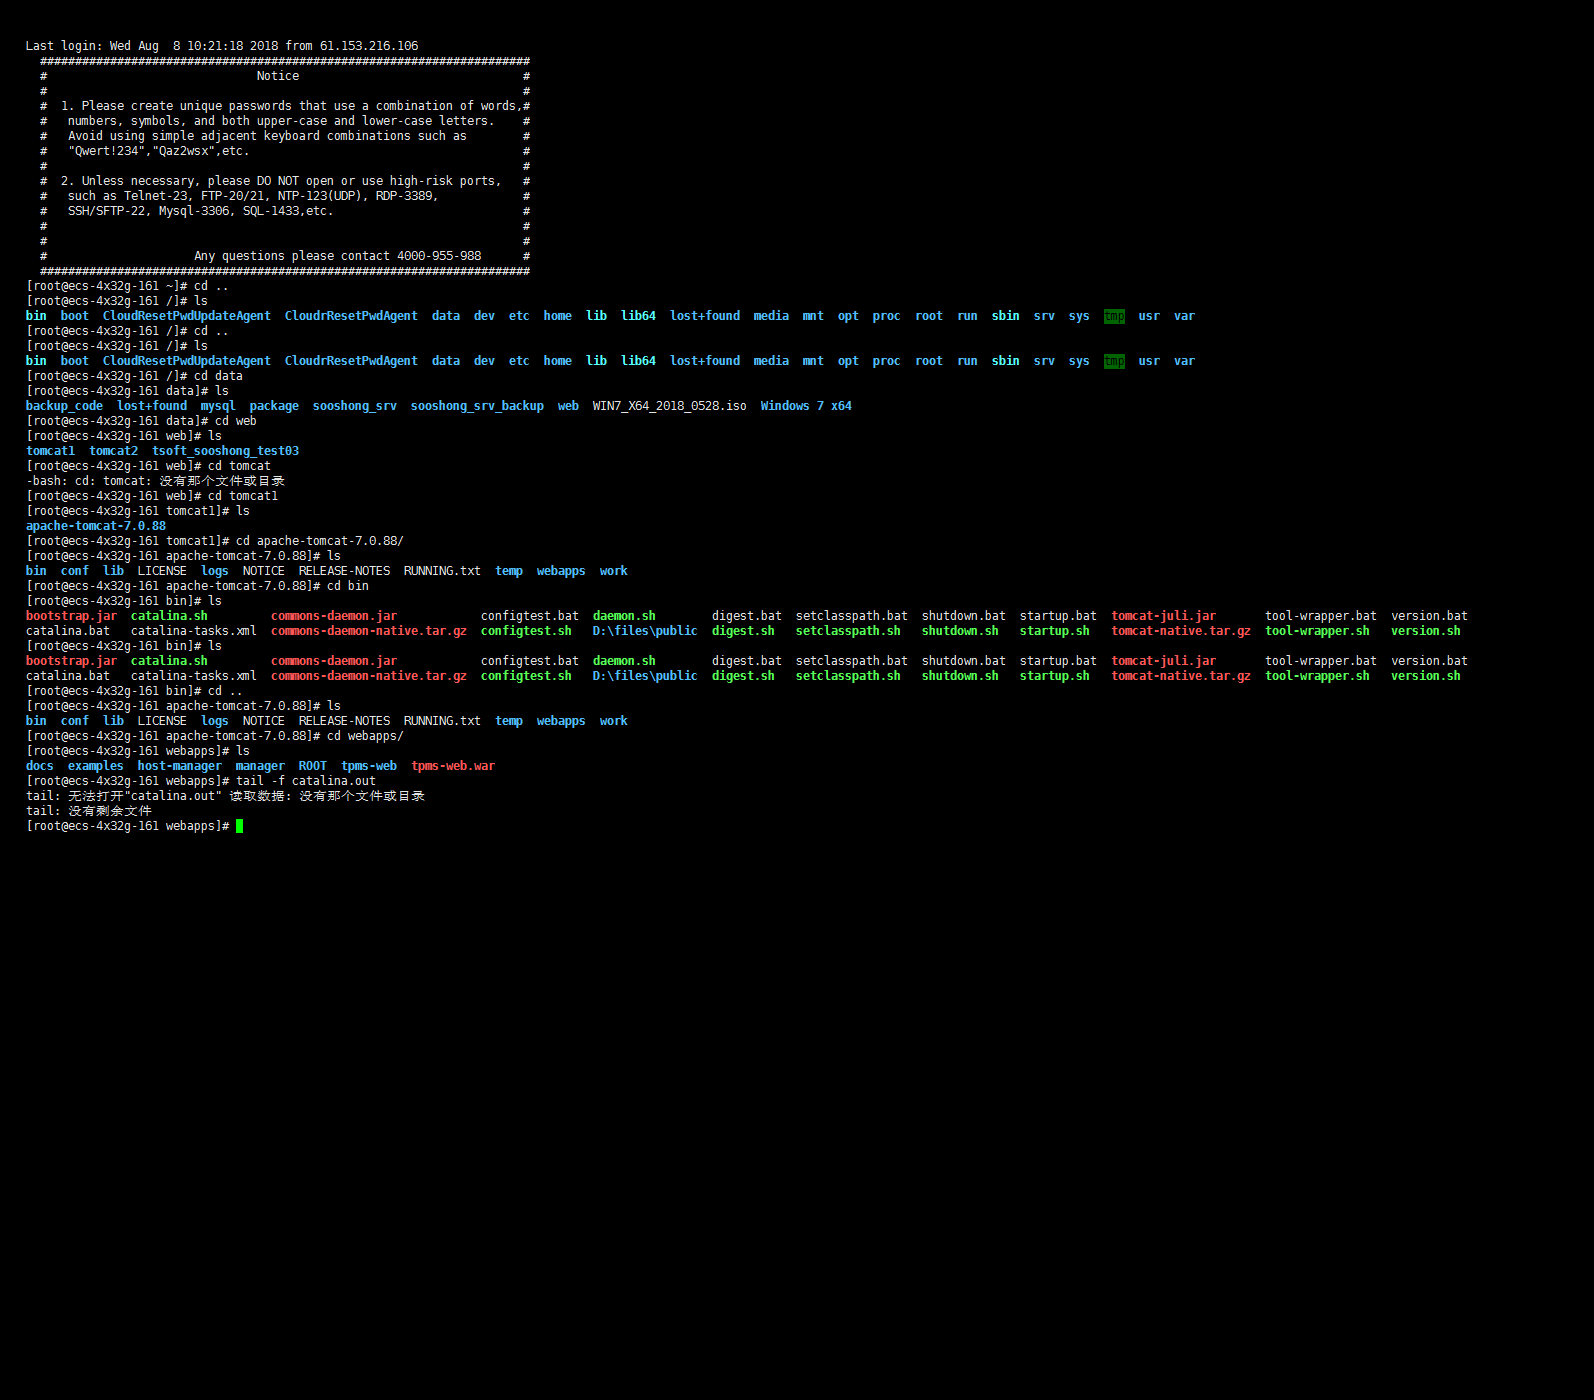 Last login: Wed Aug  8 10:21:18 2018 from 61.153.216.106
  ######################################################################
  #                              Notice                                #
  #                                                                    #
  #  1. Please create unique passwords that use a combination of words,#
  #   numbers, symbols, and both upper-case and lower-case letters.    #
  #   Avoid using simple adjacent keyboard combinations such as        #
  #   "Qwert!234","Qaz2wsx",etc.                                       #
  #                                                                    #
  #  2. Unless necessary, please DO NOT open or use high-risk ports,   #
  #   such as Telnet-23, FTP-20/21, NTP-123(UDP), RDP-3389,            #
  #   SSH/SFTP-22, Mysql-3306, SQL-1433,etc.                           #
  #                                                                    #
  #                                                                    #
  #                     Any questions please contact 4000-955-988      #
  ######################################################################
[root@ecs-4x32g-161 ~]# cd ..
[root@ecs-4x32g-161 /]# ls
bin  boot  CloudResetPwdUpdateAgent  CloudrResetPwdAgent  data  dev  etc  home  lib  lib64  lost+found  media  mnt  opt  proc  root  run  sbin  srv  sys  tmp  usr  var
[root@ecs-4x32g-161 /]# cd ..
[root@ecs-4x32g-161 /]# ls
bin  boot  CloudResetPwdUpdateAgent  CloudrResetPwdAgent  data  dev  etc  home  lib  lib64  lost+found  media  mnt  opt  proc  root  run  sbin  srv  sys  tmp  usr  var
[root@ecs-4x32g-161 /]# cd data
[root@ecs-4x32g-161 data]# ls
backup_code  lost+found  mysql  package  sooshong_srv  sooshong_srv_backup  web  WIN7_X64_2018_0528.iso  Windows 7 x64
[root@ecs-4x32g-161 data]# cd web
[root@ecs-4x32g-161 web]# ls
tomcat1  tomcat2  tsoft_sooshong_test03
[root@ecs-4x32g-161 web]# cd tomcat
-bash: cd: tomcat: 没有那个文件或目录
[root@ecs-4x32g-161 web]# cd tomcat1
[root@ecs-4x32g-161 tomcat1]# ls
apache-tomcat-7.0.88
[root@ecs-4x32g-161 tomcat1]# cd apache-tomcat-7.0.88/
[root@ecs-4x32g-161 apache-tomcat-7.0.88]# ls
bin  conf  lib  LICENSE  logs  NOTICE  RELEASE-NOTES  RUNNING.txt  temp  webapps  work
[root@ecs-4x32g-161 apache-tomcat-7.0.88]# cd bin
[root@ecs-4x32g-161 bin]# ls
bootstrap.jar  catalina.sh         commons-daemon.jar            configtest.bat  daemon.sh        digest.bat  setclasspath.bat  shutdown.bat  startup.bat  tomcat-juli.jar       tool-wrapper.bat  version.bat
catalina.bat   catalina-tasks.xml  commons-daemon-native.tar.gz  configtest.sh   D:\files\public  digest.sh   setclasspath.sh   shutdown.sh   startup.sh   tomcat-native.tar.gz  tool-wrapper.sh   version.sh
[root@ecs-4x32g-161 bin]# ls
bootstrap.jar  catalina.sh         commons-daemon.jar            configtest.bat  daemon.sh        digest.bat  setclasspath.bat  shutdown.bat  startup.bat  tomcat-juli.jar       tool-wrapper.bat  version.bat
catalina.bat   catalina-tasks.xml  commons-daemon-native.tar.gz  configtest.sh   D:\files\public  digest.sh   setclasspath.sh   shutdown.sh   startup.sh   tomcat-native.tar.gz  tool-wrapper.sh   version.sh
[root@ecs-4x32g-161 bin]# cd ..
[root@ecs-4x32g-161 apache-tomcat-7.0.88]# ls
bin  conf  lib  LICENSE  logs  NOTICE  RELEASE-NOTES  RUNNING.txt  temp  webapps  work
[root@ecs-4x32g-161 apache-tomcat-7.0.88]# cd webapps/
[root@ecs-4x32g-161 webapps]# ls
docs  examples  host-manager  manager  ROOT  tpms-web  tpms-web.war
[root@ecs-4x32g-161 webapps]# tail -f catalina.out
tail: 无法打开"catalina.out" 读取数据: 没有那个文件或目录
tail: 没有剩余文件
[root@ecs-4x32g-161 webapps]#